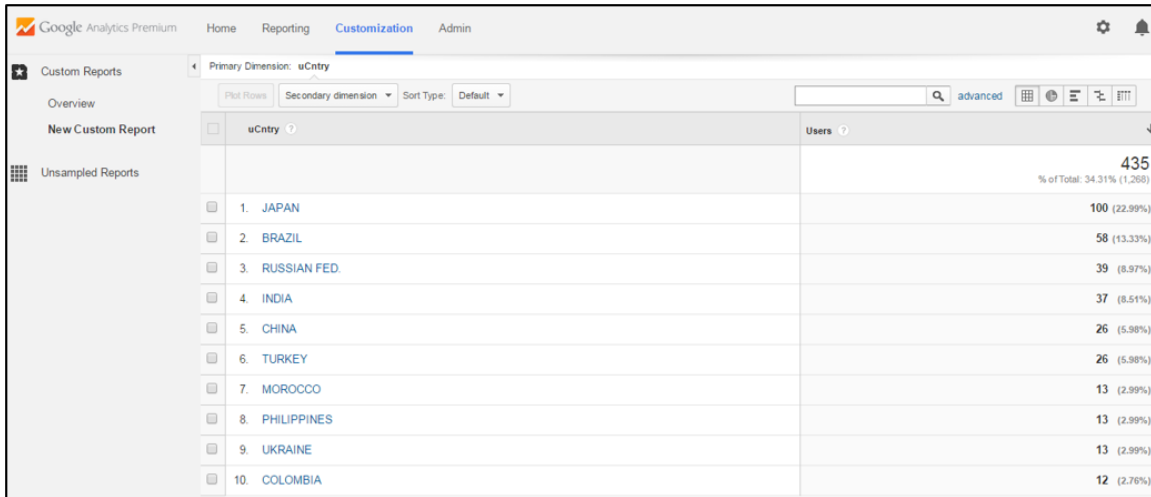 Google Analytics Premium Home Reporting Customization Admin
Custom Reports
Overview
New Custom Report
Unsampled Reports
Primary Dimension: uCntry
Plot Rows Secondary dimension Sort Type: Default advanced
uCntry ? Users ?
435
% of Total: 34.31% (1,268)
1. JAPAN 100 (22.99%)
2. BRAZIL 58 (13.33%)
3. RUSSIAN FED. 39 (8.97%)
4. INDIA 37 (8.51%)
5. CHINA 26 (5.98%)
6. TURKEY 26 (5.98%)
7. MOROCCO 13 (2.99%)
8. PHILIPPINES 13 (2.99%)
9. UKRAINE 13 (2.99%)
10. COLOMBIA 12 (2.76%)